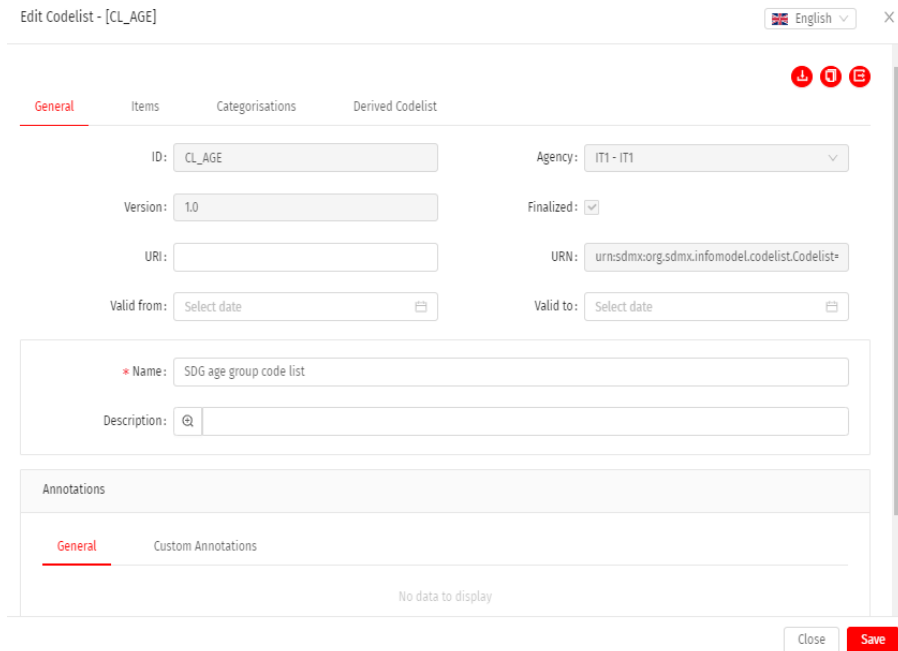 Edit Codelist - [CL_AGE]
English
General Items Categorisations Derived Codelist
ID: CL_AGE Agency: IT1 - IT1
Version: 1.0 Finalized:
URI: URN: urn:sdmx:org.sdmx.infomodel.codelist.Codelist=
Valid from: Select date Valid to: Select date
* Name: SDG age group code list
Description:
Annotations
General Custom Annotations
No data to display
Close Save